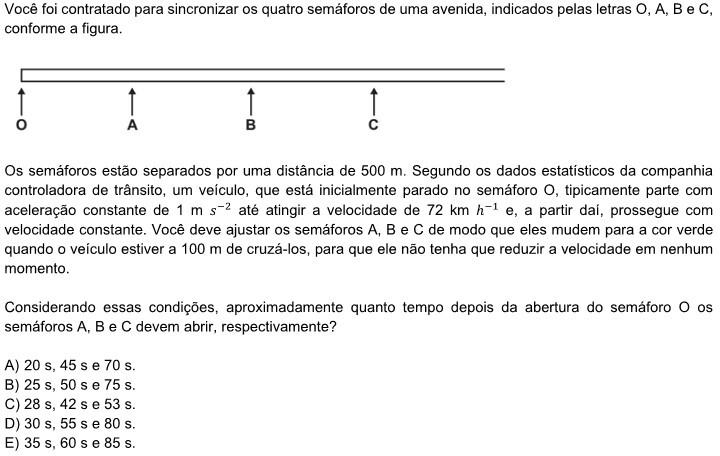 Você foi contratado para sincronizar os quatro semáforos de uma avenida, indicados pelas letras O, A, B e C,
conforme a figura.
O A B C
Os semáforos estão separados por uma distância de 500 m. Segundo os dados estatísticos da companhia
controladora de trânsito, um veículo, que está inicialmente parado no semáforo O, tipicamente parte com
aceleração constante de 1 m s⁻² até atingir a velocidade de 72 km h⁻¹ e, a partir daí, prossegue com
velocidade constante. Você deve ajustar os semáforos A, B e C de modo que eles mudem para a cor verde
quando o veículo estiver a 100 m de cruzá-los, para que ele não tenha que reduzir a velocidade em nenhum
momento.
Considerando essas condições, aproximadamente quanto tempo depois da abertura do semáforo O os
semáforos A, B e C devem abrir, respectivamente?
A) 20 s, 45 s e 70 s.
B) 25 s, 50 s e 75 s.
C) 28 s, 42 s e 53 s.
D) 30 s, 55 s e 80 s.
E) 35 s, 60 s e 85 s.